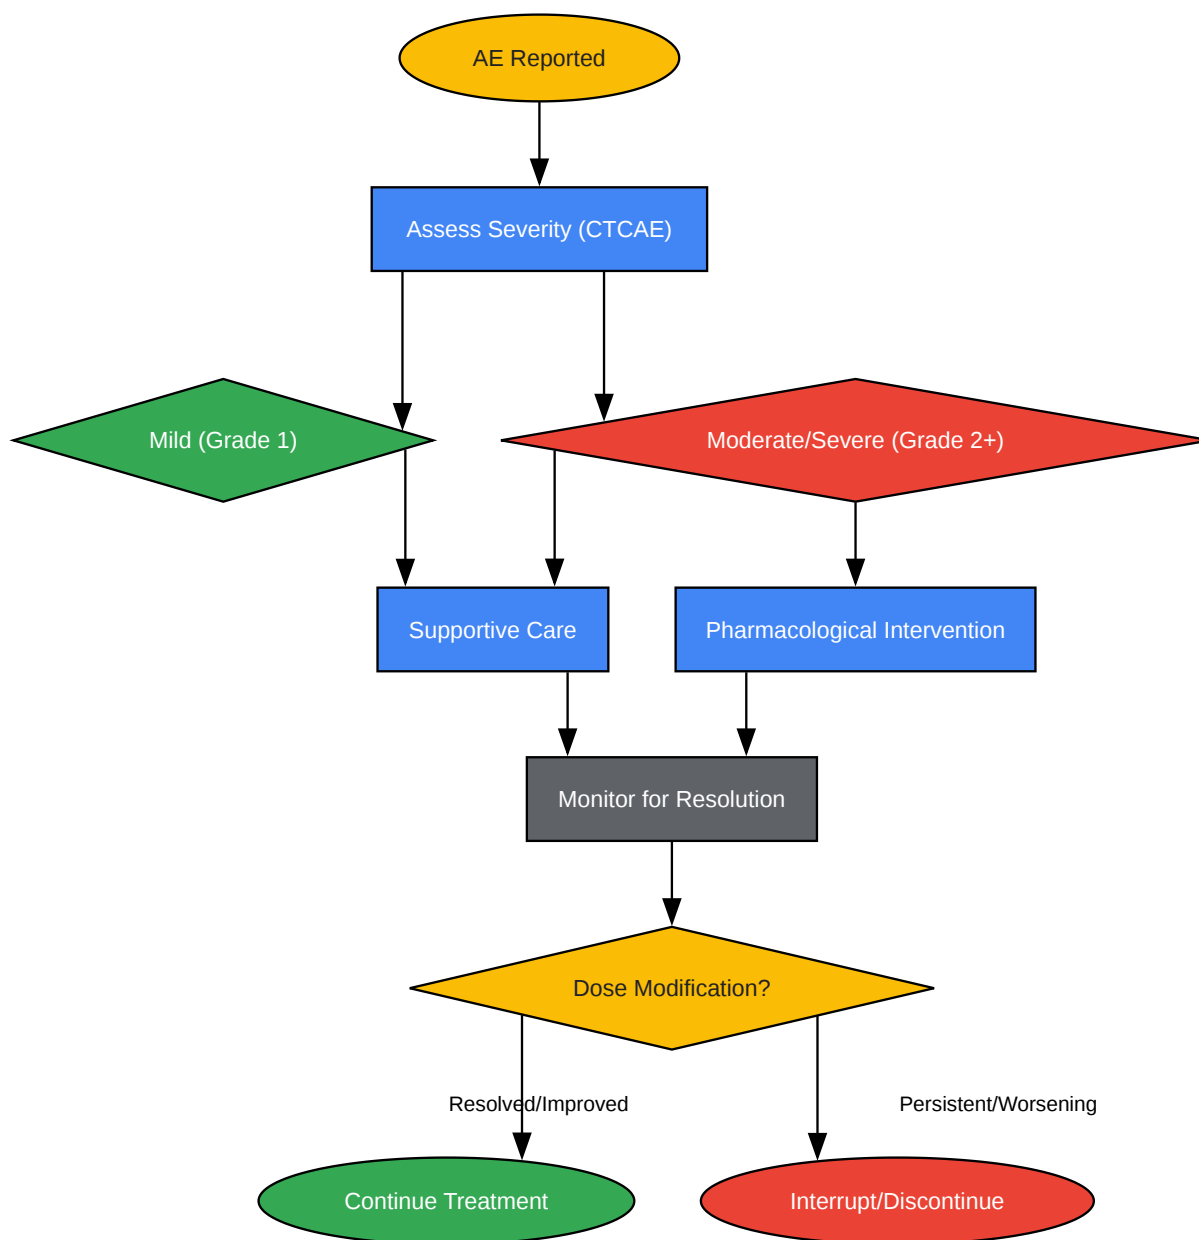 AE Reported
Assess Severity (CTCAE)
Mild (Grade 1)
Moderate/Severe (Grade 2+)
Supportive Care
Pharmacological Intervention
Monitor for Resolution
Dose Modification?
Resolved/Improved
Persistent/Worsening
Continue Treatment
Interrupt/Discontinue